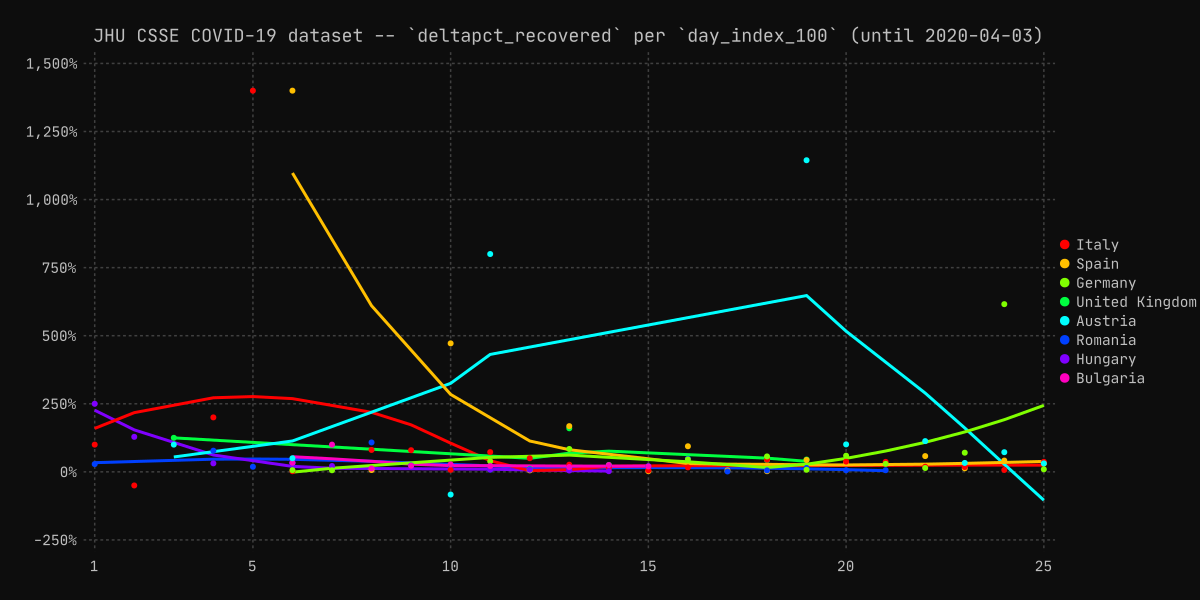 JHU CSSE COVID-19 dataset -- `deltapct_recovered` per `day_index_100` (until 2020-04-03)
1,500%
1,250%
1,000%
750%
500%
250%
0%
-250%
1 5 10 15 20 25
Italy
Spain
Germany
United Kingdom
Austria
Romania
Hungary
Bulgaria